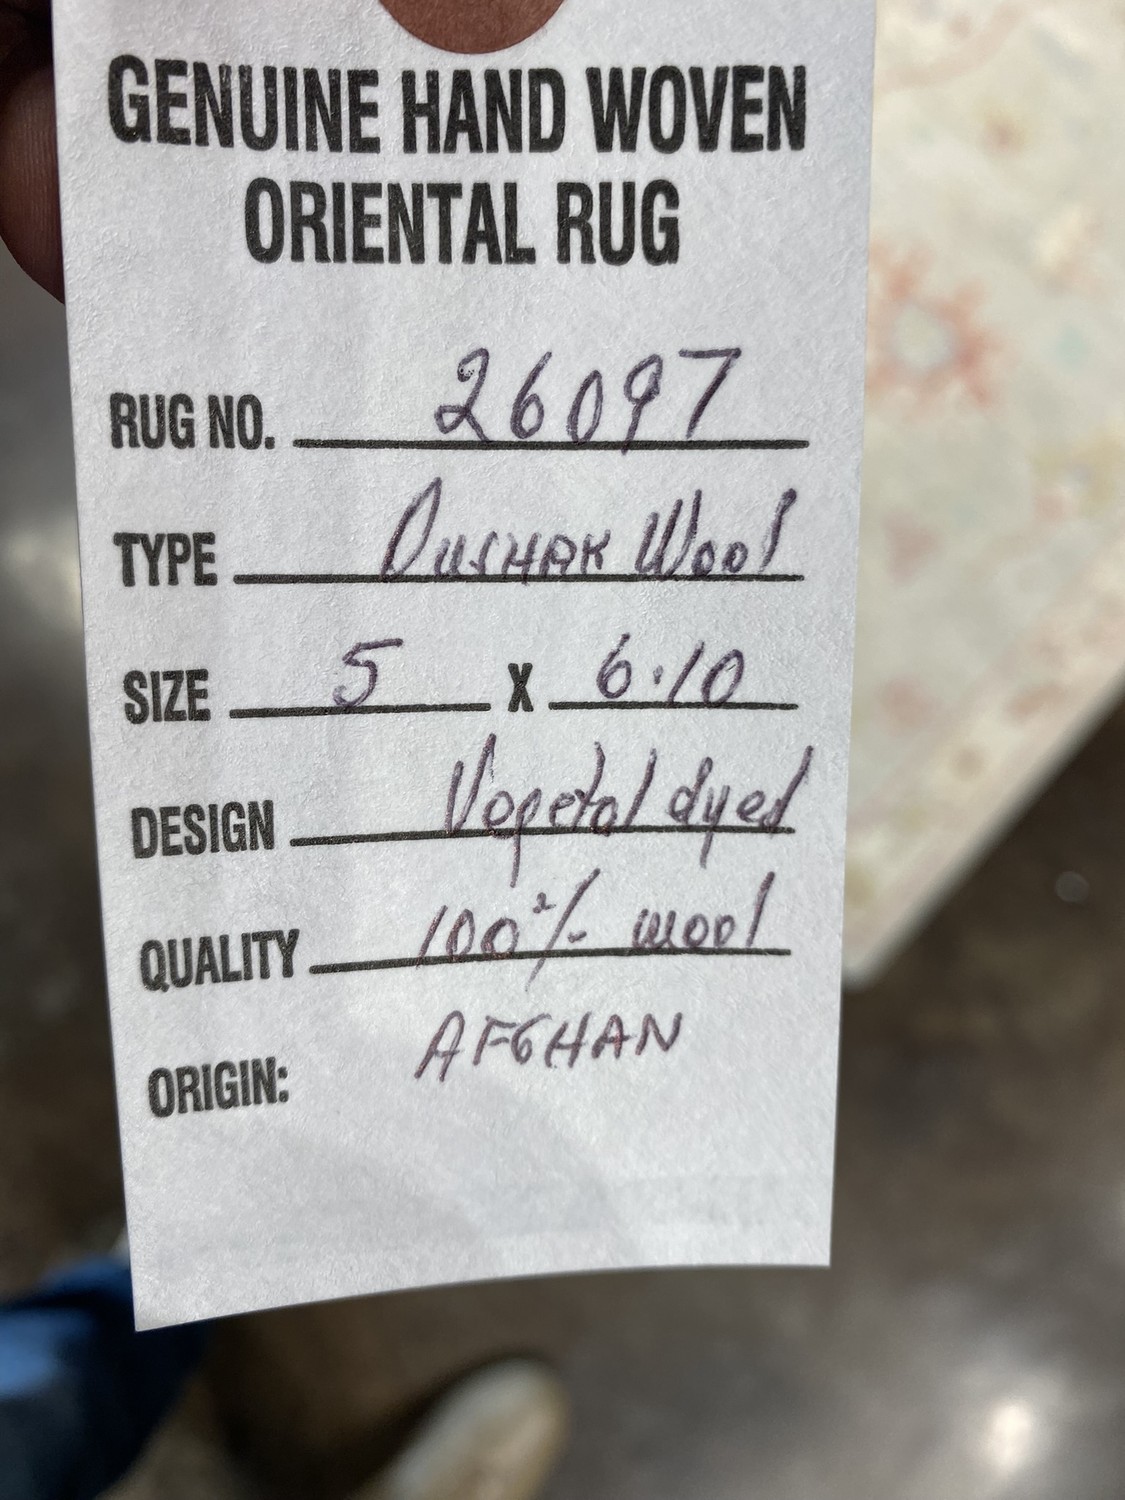 GENUINE HAND WOVEN
ORIENTAL RUG
RUG NO. 26097
TYPE OUSHAK Wool
SIZE 5 X 6.10
DESIGN Vegetal dyed
QUALITY 100% wool
ORIGIN: AFGHAN